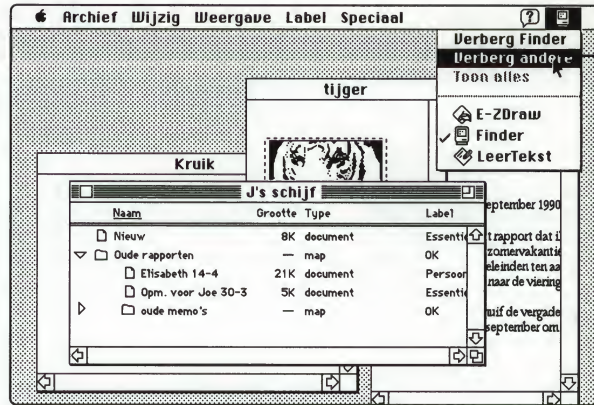 Archief Wijzig Weergave Label Speciaal
Verberg Finder
Verberg andere
Toon alles
E-ZDraw
Finder
LeerTekst
tijger
Kruik
J's schijf
Naam Grootte Type Label
Nieuw 8K document Essentië
Oude rapporten — map OK
Elisabeth 14-4 21K document Persoon
Opm. voor Joe 30-3 5K document Essentië
oude memo's — map OK
eptember 1990
t rapport dat i
zomervakantie
eleinden ten aa
naar de viering
uif de vergade
september om